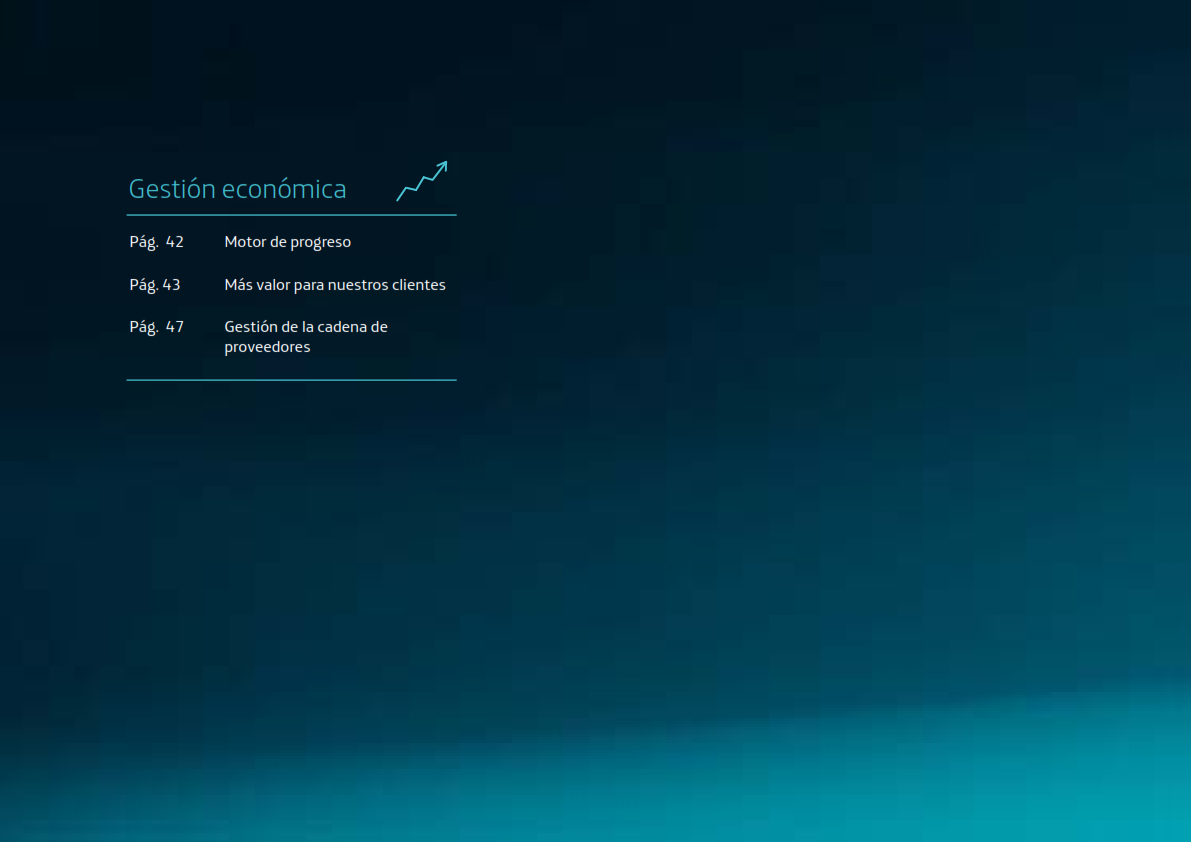 Gestión económica
Pág. 42 Motor de progreso
Pág. 43 Más valor para nuestros clientes
Pág. 47 Gestión de la cadena de
proveedores